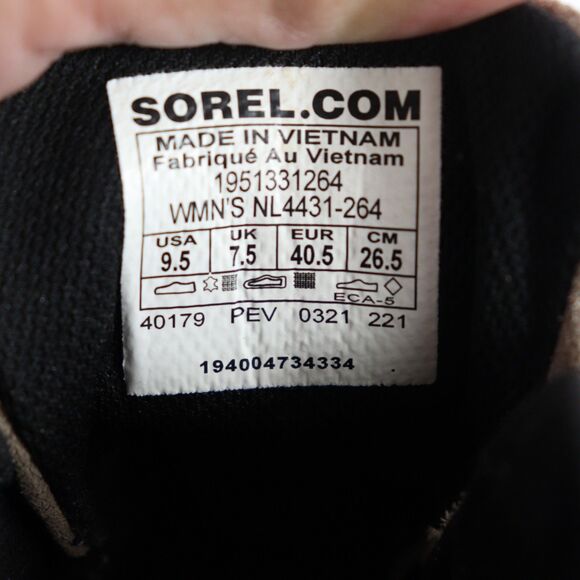 SOREL.COM
MADE IN VIETNAM
Fabriqué Au Vietnam
1951331264
WMN'S NL4431-264
USA UK EUR CM
9.5 7.5 40.5 26.5
ECA-5
40179 PEV 0321 221
194004734334